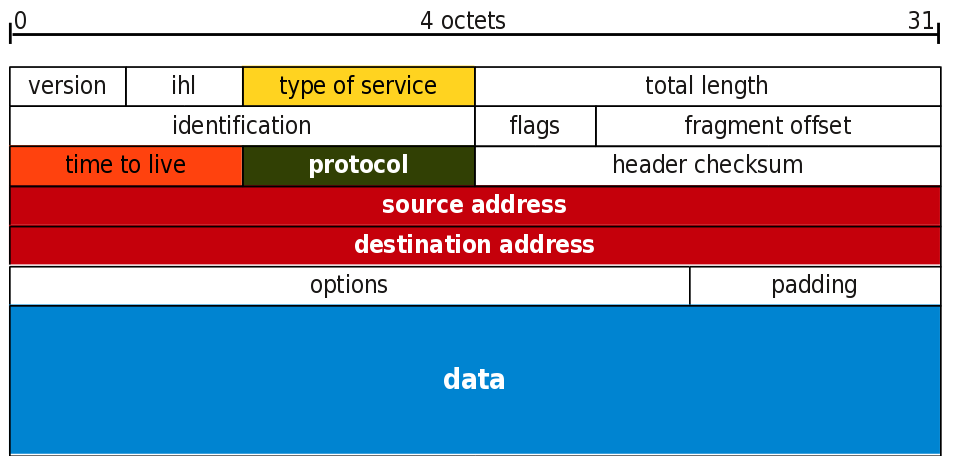 0 4 octets 31
version ihl type of service total length
identification flags fragment offset
time to live protocol header checksum
source address
destination address
options padding
data